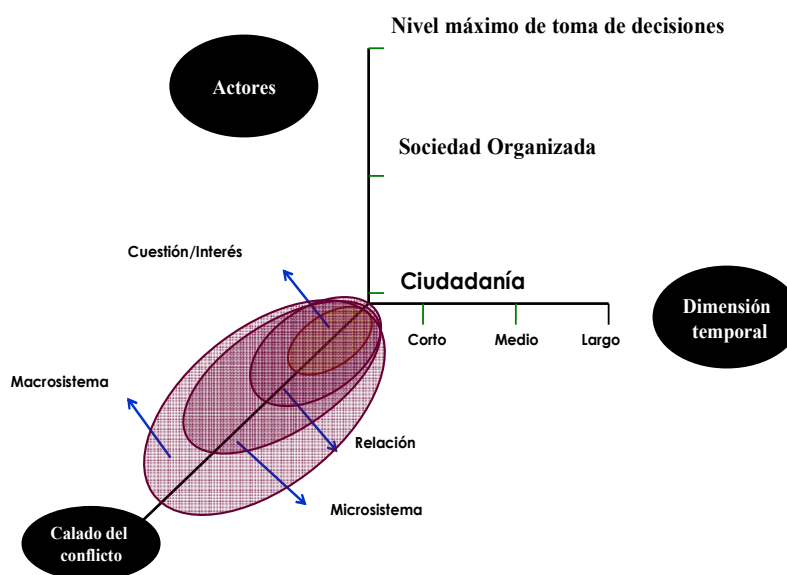 Nivel máximo de toma de decisiones
Actores
Sociedad Organizada
Cuestión/Interés
Ciudadanía
Dimensión
temporal
Corto
Medio
Largo
Macrosistema
Relación
Microsistema
Calado del
conflicto